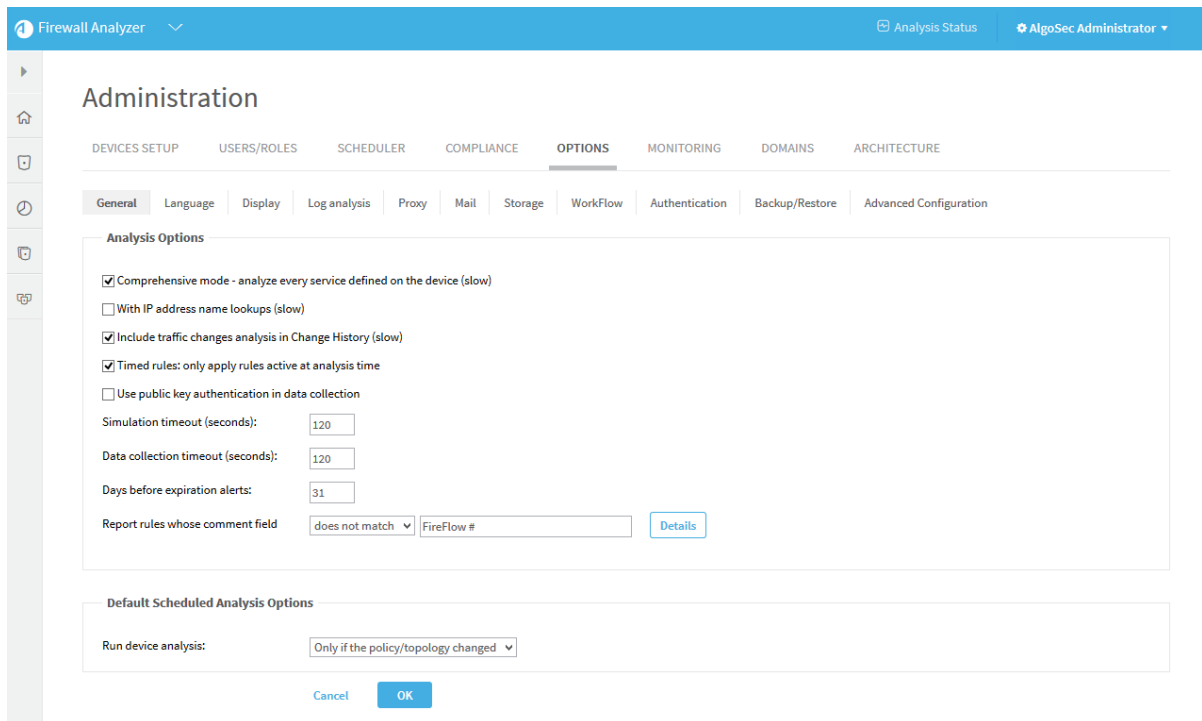 Firewall Analyzer
Analysis Status
AlgoSec Administrator
Administration
DEVICES SETUP USERS/ROLES SCHEDULER COMPLIANCE OPTIONS MONITORING DOMAINS ARCHITECTURE
General Language Display Log analysis Proxy Mail Storage WorkFlow Authentication Backup/Restore Advanced Configuration
Analysis Options
Comprehensive mode - analyze every service defined on the device (slow)
With IP address name lookups (slow)
Include traffic changes analysis in Change History (slow)
Timed rules: only apply rules active at analysis time
Use public key authentication in data collection
Simulation timeout (seconds): 120
Data collection timeout (seconds): 120
Days before expiration alerts: 31
Report rules whose comment field does not match FireFlow # Details
Default Scheduled Analysis Options
Run device analysis: Only if the policy/topology changed
Cancel OK